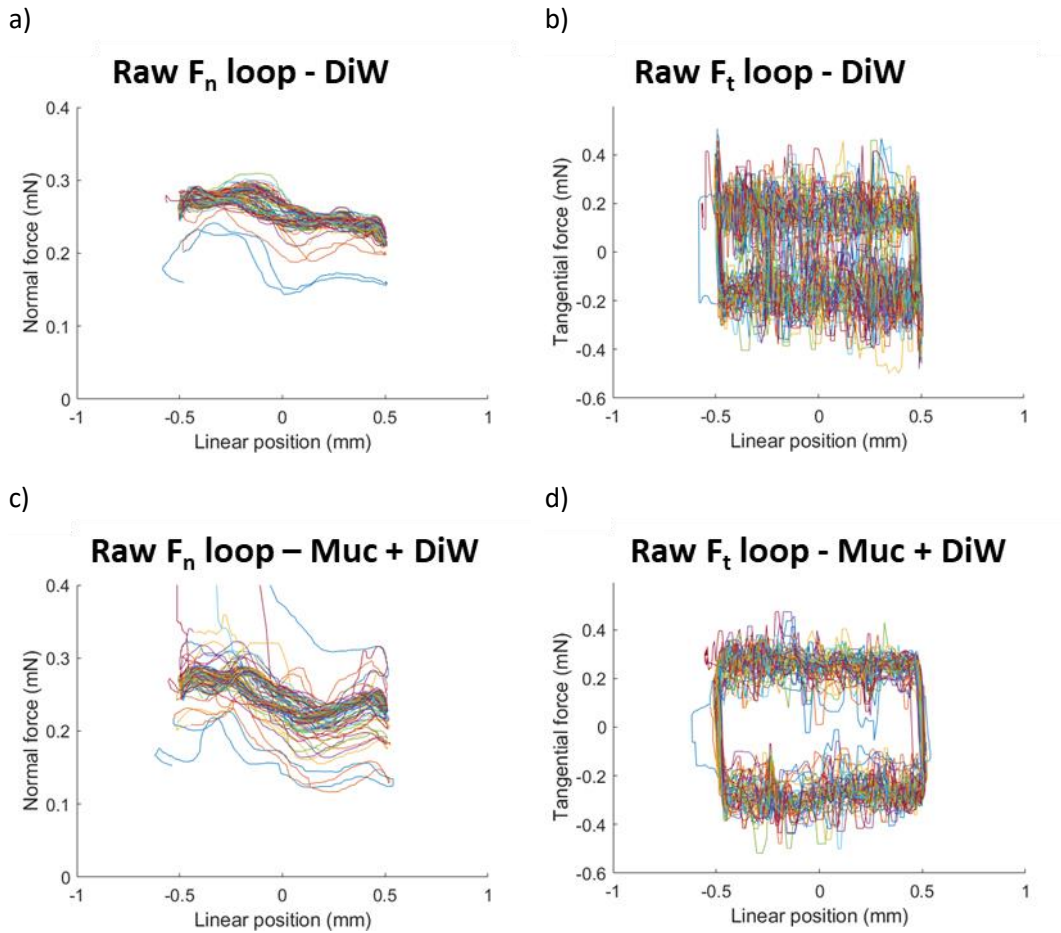 a)
b)
Raw Fn loop - DiW
Raw Ft loop - DiW
0.4
0.3
0.2
0.1
0
Normal force (mN)
-1
-0.5
0
0.5
1
Linear position (mm)
0.4
0.2
0
-0.2
-0.4
-0.6
Tangential force (mN)
-1
-0.5
0
0.5
1
Linear position (mm)
c)
d)
Raw Fn loop – Muc + DiW
Raw Ft loop - Muc + DiW
0.4
0.3
0.2
0.1
0
Normal force (mN)
-1
-0.5
0
0.5
1
Linear position (mm)
0.4
0.2
0
-0.2
-0.4
-0.6
Tangential force (mN)
-1
-0.5
0
0.5
1
Linear position (mm)